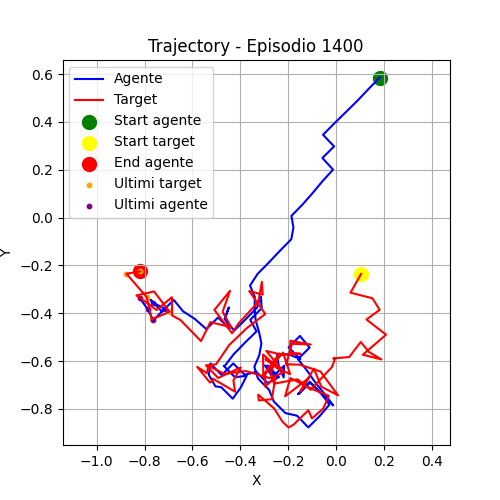 Trajectory - Episodio 1400
Agente
Target
Start agente
Start target
End agente
Ultimi target
Ultimi agente
0.6
0.4
0.2
0.0
−0.2
−0.4
−0.6
−0.8
Y
−1.0 −0.8 −0.6 −0.4 −0.2 0.0 0.2 0.4
X